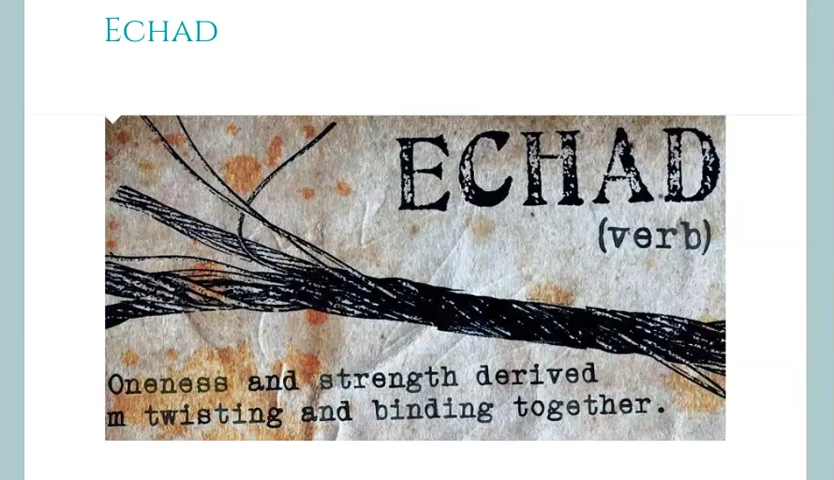 Echad
ECHAD
(verb)
Oneness and strength derived
m twisting and binding together.